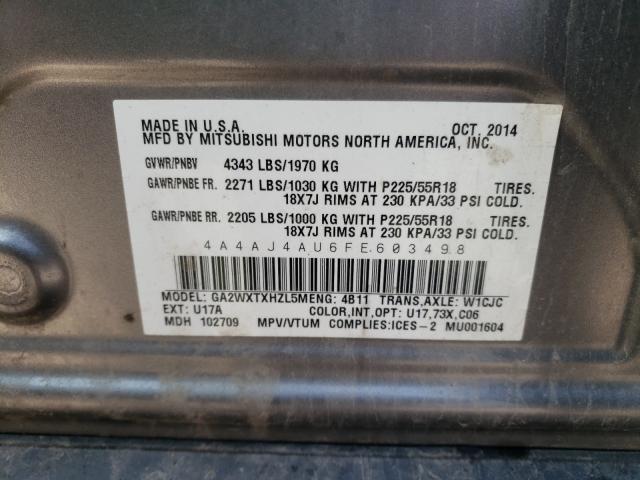 MADE IN U.S.A. OCT. 2014
MFD BY MITSUBISHI MOTORS NORTH AMERICA, INC.
GVWR/PNBV 4343 LBS/1970 KG
GAWR/PNBE FR. 2271 LBS/1030 KG WITH P225/55R18 TIRES.
18X7J RIMS AT 230 KPA/33 PSI COLD.
GAWR/PNBE RR. 2205 LBS/1000 KG WITH P225/55R18 TIRES.
18X7J RIMS AT 230 KPA/33 PSI COLD.
4A4AJ4AU6FE603498
MODEL: GA2WXTXHZL5M ENG: 4B11 TRANS,AXLE: W1CJC
EXT: U17A COLOR,INT,OPT: U17,73X,C06
MDH 102709 MPV/VTUM COMPLIES:ICES-2 MU001604